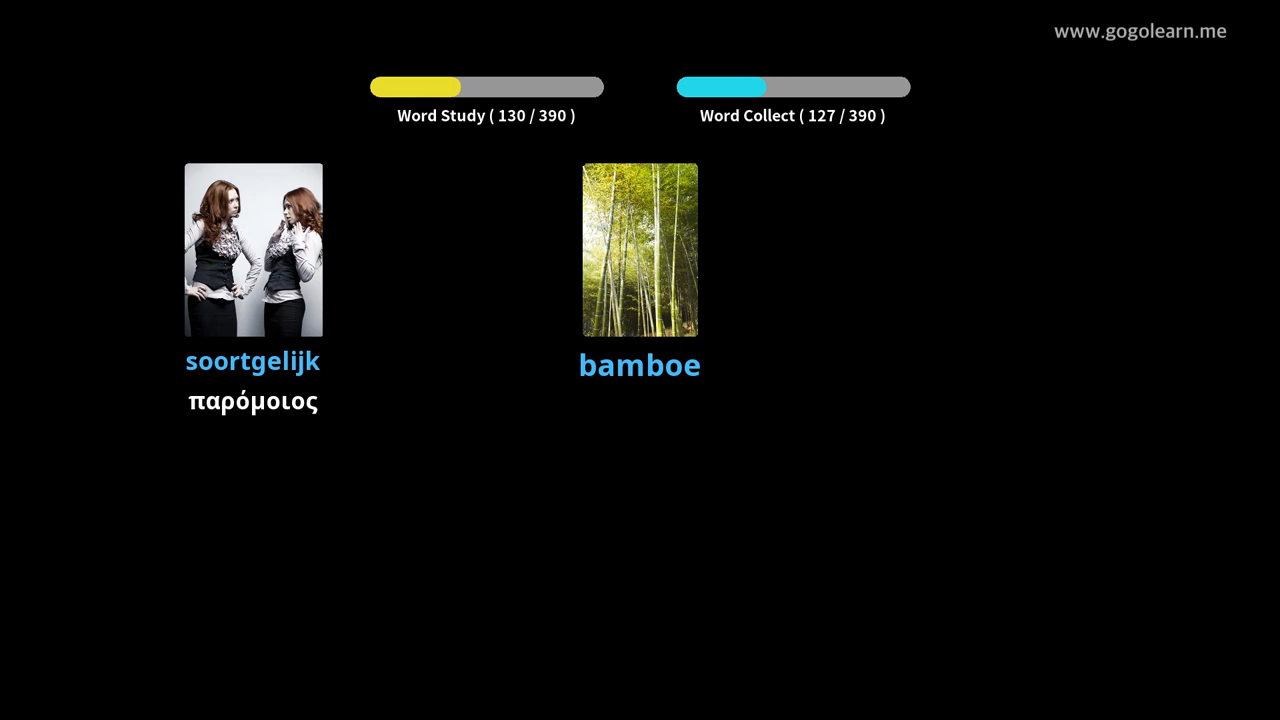 www.gogolearn.me
Word Study ( 130 / 390 )
Word Collect ( 127 / 390 )
soortgelijk
παρόμοιος
bamboe